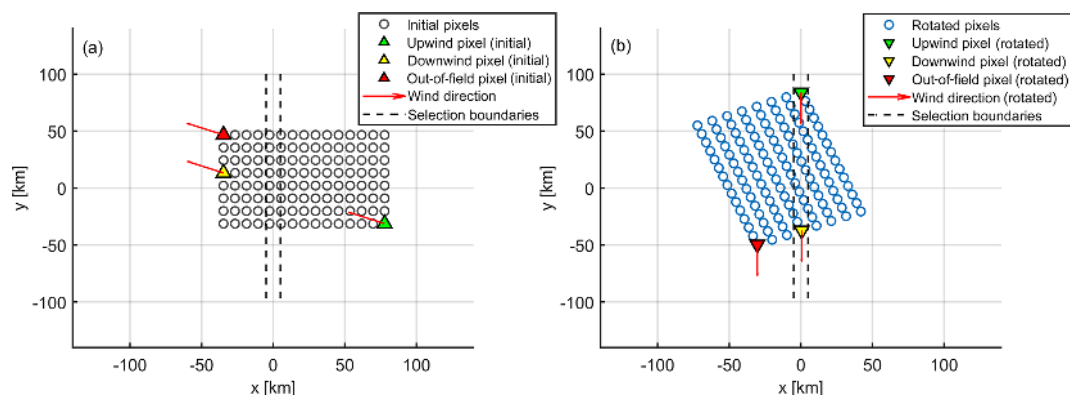 (a)
Initial pixels
Upwind pixel (initial)
Downwind pixel (initial)
Out-of-field pixel (initial)
Wind direction
Selection boundaries
100
50
0
-50
-100
y [km]
-100
-50
0
50
100
x [km]
(b)
Rotated pixels
Upwind pixel (rotated)
Downwind pixel (rotated)
Out-of-field pixel (rotated)
Wind direction (rotated)
Selection boundaries
100
50
0
-50
-100
y [km]
-100
-50
0
50
100
x [km]